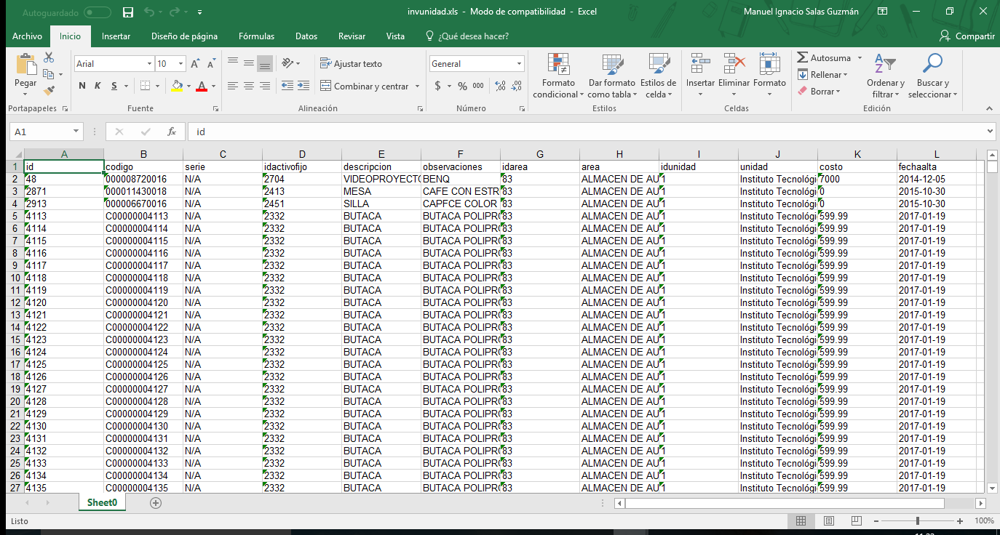 Autoguardado invunidad.xls - Modo de compatibilidad - Excel Manuel Ignacio Salas Guzmán
Archivo Inicio Insertar Diseño de página Fórmulas Datos Revisar Vista ¿Qué desea hacer? Compartir
Pegar Arial 10 Ajustar texto General Formato condicional Dar formato como tabla Estilos de celda Insertar Eliminar Formato Autosuma Ordenar y filtrar Buscar y seleccionar
N K S Combinar y centrar $ % 000 Rellenar
Borrar
Portapapeles Fuente Alineación Número Estilos Celdas Edición
A1 fx id
A B C D E F G H I J K L
1 id codigo serie idactivofijo descripcion observaciones idarea area idunidad unidad costo fechaalta
2 48 000008720016 N/A 2704 VIDEOPROYECTO BENQ 83 ALMACEN DE AU 1 Instituto Tecnológi 7000 2014-12-05
3 2871 000011430018 N/A 2413 MESA CAFE CON ESTR 83 ALMACEN DE AU 1 Instituto Tecnológi 0 2015-10-30
4 2913 000006670016 N/A 2451 SILLA CAPFCE COLOR 83 ALMACEN DE AU 1 Instituto Tecnológi 0 2015-10-30
5 4113 C00000004113 N/A 2332 BUTACA BUTACA POLIPRO 83 ALMACEN DE AU 1 Instituto Tecnológi 599.99 2017-01-19
6 4114 C00000004114 N/A 2332 BUTACA BUTACA POLIPRO 83 ALMACEN DE AU 1 Instituto Tecnológi 599.99 2017-01-19
7 4115 C00000004115 N/A 2332 BUTACA BUTACA POLIPRO 83 ALMACEN DE AU 1 Instituto Tecnológi 599.99 2017-01-19
8 4116 C00000004116 N/A 2332 BUTACA BUTACA POLIPRO 83 ALMACEN DE AU 1 Instituto Tecnológi 599.99 2017-01-19
9 4117 C00000004117 N/A 2332 BUTACA BUTACA POLIPRO 83 ALMACEN DE AU 1 Instituto Tecnológi 599.99 2017-01-19
10 4118 C00000004118 N/A 2332 BUTACA BUTACA POLIPRO 83 ALMACEN DE AU 1 Instituto Tecnológi 599.99 2017-01-19
11 4119 C00000004119 N/A 2332 BUTACA BUTACA POLIPRO 83 ALMACEN DE AU 1 Instituto Tecnológi 599.99 2017-01-19
12 4120 C00000004120 N/A 2332 BUTACA BUTACA POLIPRO 83 ALMACEN DE AU 1 Instituto Tecnológi 599.99 2017-01-19
13 4121 C00000004121 N/A 2332 BUTACA BUTACA POLIPRO 83 ALMACEN DE AU 1 Instituto Tecnológi 599.99 2017-01-19
14 4122 C00000004122 N/A 2332 BUTACA BUTACA POLIPRO 83 ALMACEN DE AU 1 Instituto Tecnológi 599.99 2017-01-19
15 4123 C00000004123 N/A 2332 BUTACA BUTACA POLIPRO 83 ALMACEN DE AU 1 Instituto Tecnológi 599.99 2017-01-19
16 4124 C00000004124 N/A 2332 BUTACA BUTACA POLIPRO 83 ALMACEN DE AU 1 Instituto Tecnológi 599.99 2017-01-19
17 4125 C00000004125 N/A 2332 BUTACA BUTACA POLIPRO 83 ALMACEN DE AU 1 Instituto Tecnológi 599.99 2017-01-19
18 4126 C00000004126 N/A 2332 BUTACA BUTACA POLIPRO 83 ALMACEN DE AU 1 Instituto Tecnológi 599.99 2017-01-19
19 4127 C00000004127 N/A 2332 BUTACA BUTACA POLIPRO 83 ALMACEN DE AU 1 Instituto Tecnológi 599.99 2017-01-19
20 4128 C00000004128 N/A 2332 BUTACA BUTACA POLIPRO 83 ALMACEN DE AU 1 Instituto Tecnológi 599.99 2017-01-19
21 4129 C00000004129 N/A 2332 BUTACA BUTACA POLIPRO 83 ALMACEN DE AU 1 Instituto Tecnológi 599.99 2017-01-19
22 4130 C00000004130 N/A 2332 BUTACA BUTACA POLIPRO 83 ALMACEN DE AU 1 Instituto Tecnológi 599.99 2017-01-19
23 4131 C00000004131 N/A 2332 BUTACA BUTACA POLIPRO 83 ALMACEN DE AU 1 Instituto Tecnológi 599.99 2017-01-19
24 4132 C00000004132 N/A 2332 BUTACA BUTACA POLIPRO 83 ALMACEN DE AU 1 Instituto Tecnológi 599.99 2017-01-19
25 4133 C00000004133 N/A 2332 BUTACA BUTACA POLIPRO 83 ALMACEN DE AU 1 Instituto Tecnológi 599.99 2017-01-19
26 4134 C00000004134 N/A 2332 BUTACA BUTACA POLIPRO 83 ALMACEN DE AU 1 Instituto Tecnológi 599.99 2017-01-19
27 4135 C00000004135 N/A 2332 BUTACA BUTACA POLIPRO 83 ALMACEN DE AU 1 Instituto Tecnológi 599.99 2017-01-19
Sheet0
Listo 100%